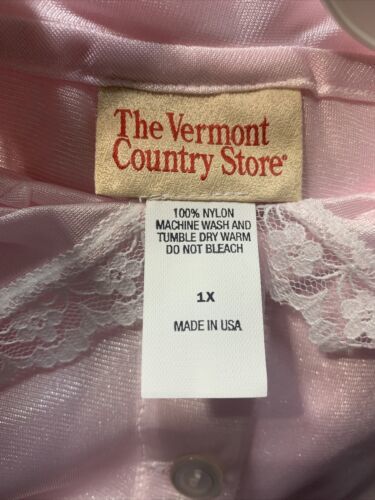 The Vermont
Country Store®
100% NYLON
MACHINE WASH AND
TUMBLE DRY WARM
DO NOT BLEACH
1X
MADE IN USA